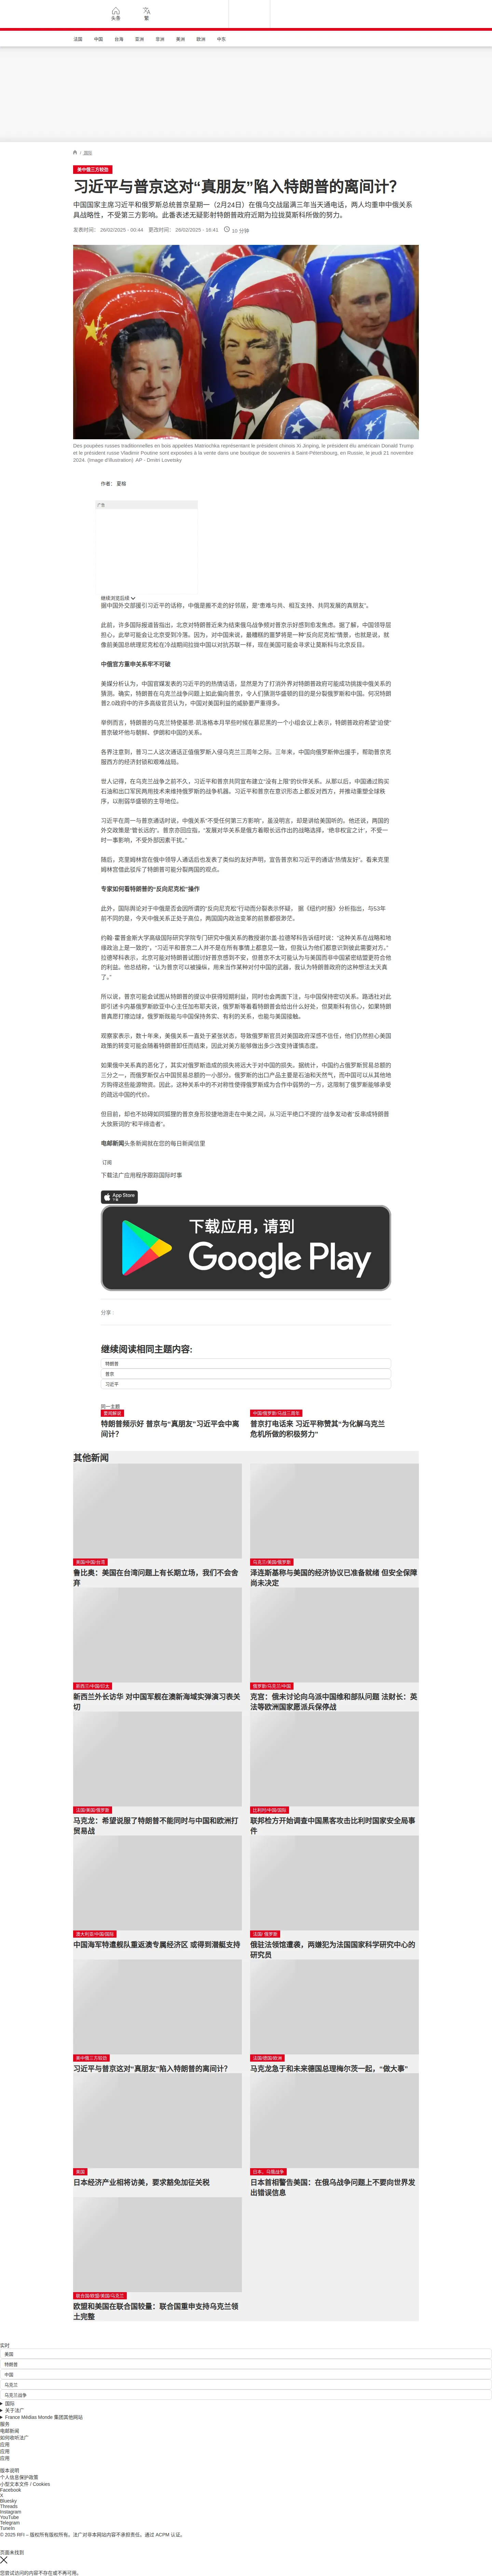 头条
繁
法国
中国
台海
亚洲
非洲
美洲
欧洲
中东
/ 国际
美中俄三方较劲
习近平与普京这对“真朋友”陷入特朗普的离间计?
中国国家主席习近平和俄罗斯总统普京星期一（2月24日）在俄乌交战届满三年当天通电话，两人均重申中俄关系
具战略性，不受第三方影响。此番表述无疑影射特朗普政府近期为拉拢莫斯科所做的努力。
发表时间： 26/02/2025 - 00:44 更改时间： 26/02/2025 - 16:41 10 分钟
Des poupées russes traditionnelles en bois appelées Matriochka représentant le président chinois Xi Jinping, le président élu américain Donald Trump
et le président russe Vladimir Poutine sont exposées à la vente dans une boutique de souvenirs à Saint-Pétersbourg, en Russie, le jeudi 21 novembre
2024. (Image d'illustration) AP - Dmitri Lovetsky
作者： 夏榆
广告
继续浏览后续
据中国外交部援引习近平的话称，中俄是搬不走的好邻居，是“患难与共、相互支持、共同发展的真朋友”。
此前，许多国际报道皆指出，北京对特朗普近来为结束俄乌战争频对普京示好感到愈发焦虑。据了解，中国领导层
担心，此举可能会让北京受到冷落。因为，对中国来说，最糟糕的噩梦将是一种“反向尼克松”情景，也就是说，就
像前美国总统理尼克松在冷战期间拉拢中国以对抗苏联一样，现在美国可能会寻求让莫斯科与北京反目。
中俄官方重申关系牢不可破
美媒分析认为，中国官媒发表的习近平的的热情话语，显然是为了打消外界对特朗普政府可能成功挑拨中俄关系的
猜测。确实，特朗普在乌克兰战争问题上如此偏向普京，令人们猜测华盛顿的目的是分裂俄罗斯和中国。何况特朗
普2.0政府中的许多高级官员认为，中国对美国利益的威胁要严重得多。
举例而言，特朗普的乌克兰特使基思·凯洛格本月早些时候在慕尼黑的一个小组会议上表示，特朗普政府希望“迫使”
普京破坏他与朝鲜、伊朗和中国的关系。
各界注意到，普习二人这次通话正值俄罗斯入侵乌克兰三周年之际。三年来，中国向俄罗斯伸出援手，帮助普京克
服西方的经济封锁和艰难战局。
世人记得，在乌克兰战争之前不久，习近平和普京共同宣布建立“没有上限”的伙伴关系。从那以后，中国通过购买
石油和出口军民两用技术来维持俄罗斯的战争机器。习近平和普京在意识形态上都反对西方，并推动重塑全球秩
序，以削弱华盛顿的主导地位。
习近平在周一与普京通话时说，中俄关系“不受任何第三方影响”，虽没明言，却是讲给美国听的。他还说，两国的
外交政策是“管长远的”。普京亦回应指，“发展对华关系是俄方着眼长远作出的战略选择，‘绝非权宜之计’，不受一
时一事影响，不受外部因素干扰。”
随后，克里姆林宫在俄中领导人通话后也发表了类似的友好声明，宣告普京和习近平的通话“热情友好”。看来克里
姆林宫借此驳斥了特朗普可能分裂两国的观点。
专家如何看特朗普的“反向尼克松”操作
此外，国际舆论对于中俄是否会因所谓的“反向尼克松”行动而分裂表示怀疑， 据《纽约时报》分析指出，与53年
前不同的是，今天中俄关系正处于高位，两国国内政治变革的前景都很渺茫。
约翰·霍普金斯大学高级国际研究学院专门研究中俄关系的教授谢尔盖·拉德琴科告诉纽时说：“这种关系在战略和地
缘政治上是一致的”，“习近平和普京二人并不是在所有事情上都意见一致，但我认为他们都意识到彼此需要对方。”
拉德琴科表示，北京可能对特朗普试图讨好普京感到不安，但普京不太可能认为与美国而非中国紧密结盟更符合他
的利益。他总结称，“认为普京可以被操纵，用来当作某种对付中国的武器，我认为特朗普政府的这种想法太天真
了。”
所以说，普京可能会试图从特朗普的提议中获得短期利益，同时也会两面下注，与中国保持密切关系。路透社对此
即引述卡内基俄罗斯欧亚中心主任加布耶夫说，俄罗斯等着看特朗普会给出什么好处，但莫斯科有信心，如果特朗
普真愿打擦边球，俄罗斯既能与中国保持务实、有利的关系，也能与美国接触。
观察家表示，数十年来，美俄关系一直处于紧张状态，导致俄罗斯官员对美国政府深感不信任，他们仍然担心美国
政策的转变可能会随着特朗普卸任而结束，因此对美方能够做出多少改变持谨慎态度。
如果俄中关系真的恶化了，其实对俄罗斯造成的损失将远大于对中国的损失。据统计，中国约占俄罗斯贸易总额的
三分之一，而俄罗斯仅占中国贸易总额的一小部分。俄罗斯的出口产品主要是石油和天然气，而中国可以从其他地
方购得这些能源物资。因此，这种关系中的不对称性使得俄罗斯成为合作中弱势的一方，这限制了俄罗斯能够承受
的疏远中国的代价。
但目前，却也不妨碍如同狐狸的普京身形狡捷地游走在中美之间，从习近平绝口不提的“战争发动者”反串成特朗普
大放厥词的“和平缔造者”。
电邮新闻头条新闻就在您的每日新闻信里
订阅
下载法广应用程序跟踪国际时事
App Store
下载
下载应用，请到
Google Play
分享 :
继续阅读相同主题内容:
特朗普
普京
习近平
同一主题
要闻解说
特朗普频示好 普京与“真朋友”习近平会中离
间计？
中国/俄罗斯/乌战三周年
普京打电话来 习近平称赞其“为化解乌克兰
危机所做的积极努力”
其他新闻
美国/中国/台湾
鲁比奥：美国在台湾问题上有长期立场，我们不会舍
弃
乌克兰/美国/俄罗斯
泽连斯基称与美国的经济协议已准备就绪 但安全保障
尚未决定
新西兰/中国/印太
新西兰外长访华 对中国军舰在澳新海域实弹演习表关
切
俄罗斯/乌克兰/中国
克宫：俄未讨论向乌派中国维和部队问题 法财长：英
法等欧洲国家愿派兵保停战
法国/美国/俄罗斯
马克龙：希望说服了特朗普不能同时与中国和欧洲打
贸易战
比利时/中国/国际
联邦检方开始调查中国黑客攻击比利时国家安全局事
件
澳大利亚/中国/国际
中国海军特遣舰队重返澳专属经济区 或得到潜艇支持
法国/ 俄罗斯
俄驻法领馆遭袭，两嫌犯为法国国家科学研究中心的
研究员
美中俄三方较劲
习近平与普京这对“真朋友”陷入特朗普的离间计?
法国/德国/欧洲
马克龙急于和未来德国总理梅尔茨一起，“做大事”
美国
日本经济产业相将访美，要求豁免加征关税
日本、乌俄战争
日本首相警告美国：在俄乌战争问题上不要向世界发
出错误信息
联合国/欧盟/美国/乌克兰
欧盟和美国在联合国较量：联合国重申支持乌克兰领
土完整
实时
美国
特朗普
中国
乌克兰
乌克兰战争
国际
关于法广
France Médias Monde 集团其他网站
服务
电邮新闻
如何收听法广
应用
应用
应用
版本说明
个人信息保护政策
小型文本文件 / Cookies
Facebook
X
Bluesky
Threads
Instagram
YouTube
Telegram
TuneIn
© 2025 RFI – 版权所有版权所有。法广对非本网站内容不承担责任。通过 ACPM 认证。
页面未找到
您尝试访问的内容不存在或不再可用。